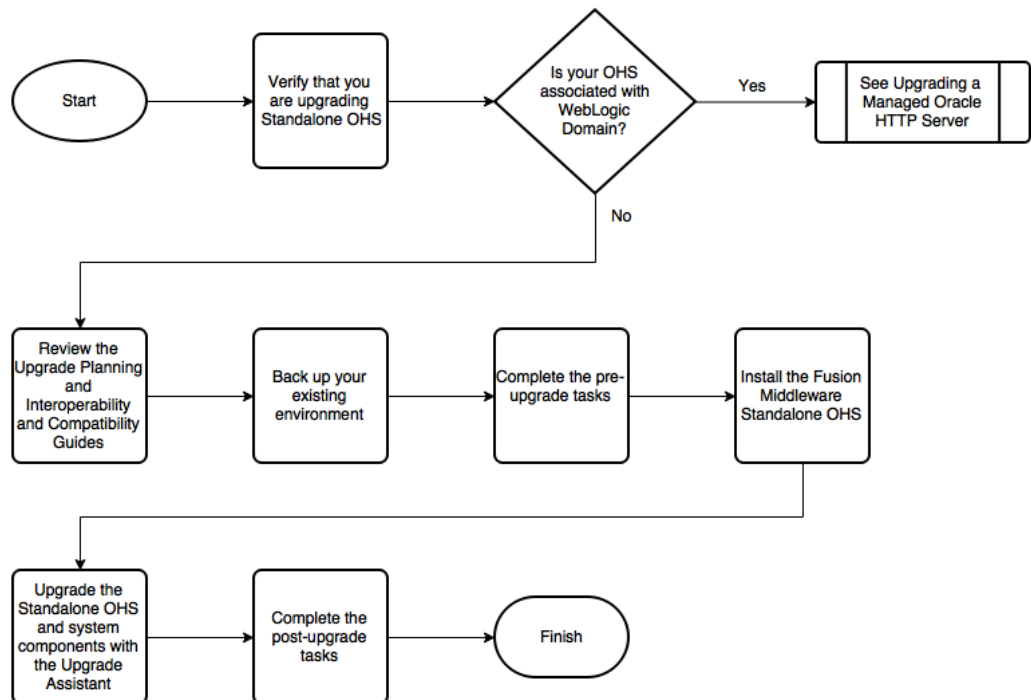 Start
Verify that you
are upgrading
Standalone OHS
Is your OHS
associated with
WebLogic
Domain?
Yes
See Upgrading a
Managed Oracle
HTTP Server
No
Review the
Upgrade Planning
and
Interoperability
and Compatibility
Guides
Back up your
existing
environment
Complete the pre-
upgrade tasks
Install the Fusion
Middleware
Standalone OHS
Upgrade the
Standalone OHS
and system
components with
the Upgrade
Assistant
Complete the
post-upgrade
tasks
Finish